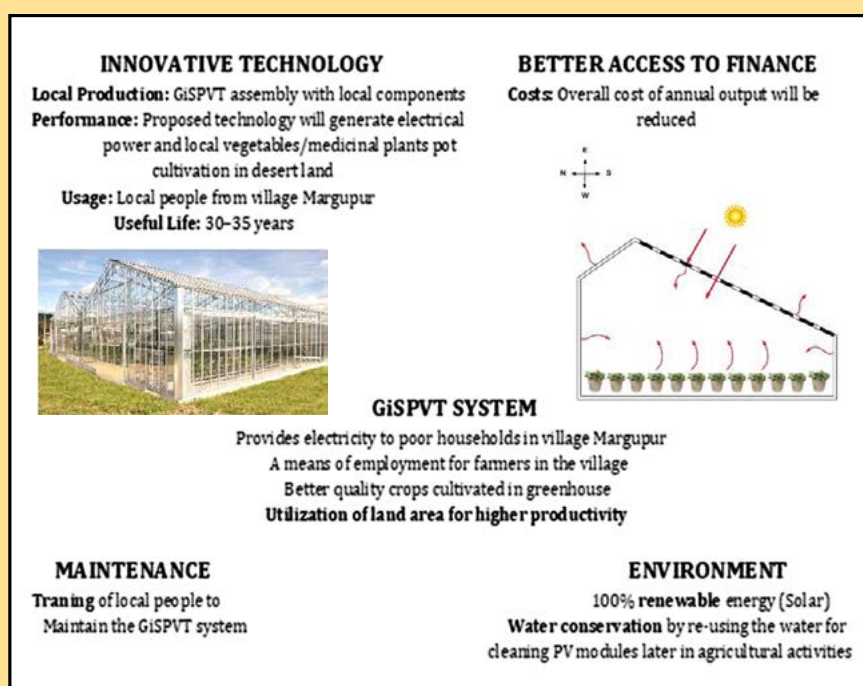 INNOVATIVE TECHNOLOGY
Local Production: GiSPVT assembly with local components
Performance: Proposed technology will generate electrical
power and local vegetables/medicinal plants pot
cultivation in desert land
Usage: Local people from village Margupur
Useful Life: 30–35 years
BETTER ACCESS TO FINANCE
Costs: Overall cost of annual output will be
reduced
E
N S
W
GiSPVT SYSTEM
Provides electricity to poor households in village Margupur
A means of employment for farmers in the village
Better quality crops cultivated in greenhouse
Utilization of land area for higher productivity
MAINTENANCE
Traning of local people to
Maintain the GiSPVT system
ENVIRONMENT
100% renewable energy (Solar)
Water conservation by re-using the water for
cleaning PV modules later in agricultural activities